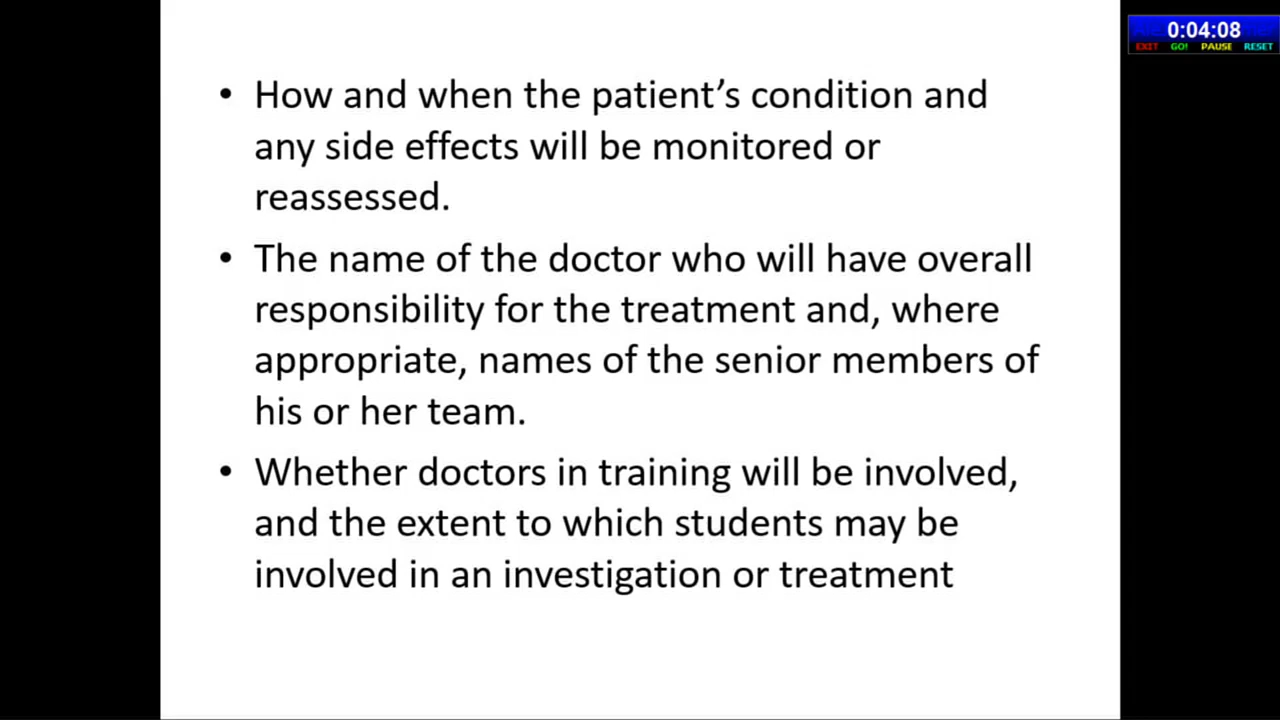 0:04:08
EXIT GO! PAUSE RESET
• How and when the patient's condition and
any side effects will be monitored or
reassessed.
• The name of the doctor who will have overall
responsibility for the treatment and, where
appropriate, names of the senior members of
his or her team.
• Whether doctors in training will be involved,
and the extent to which students may be
involved in an investigation or treatment